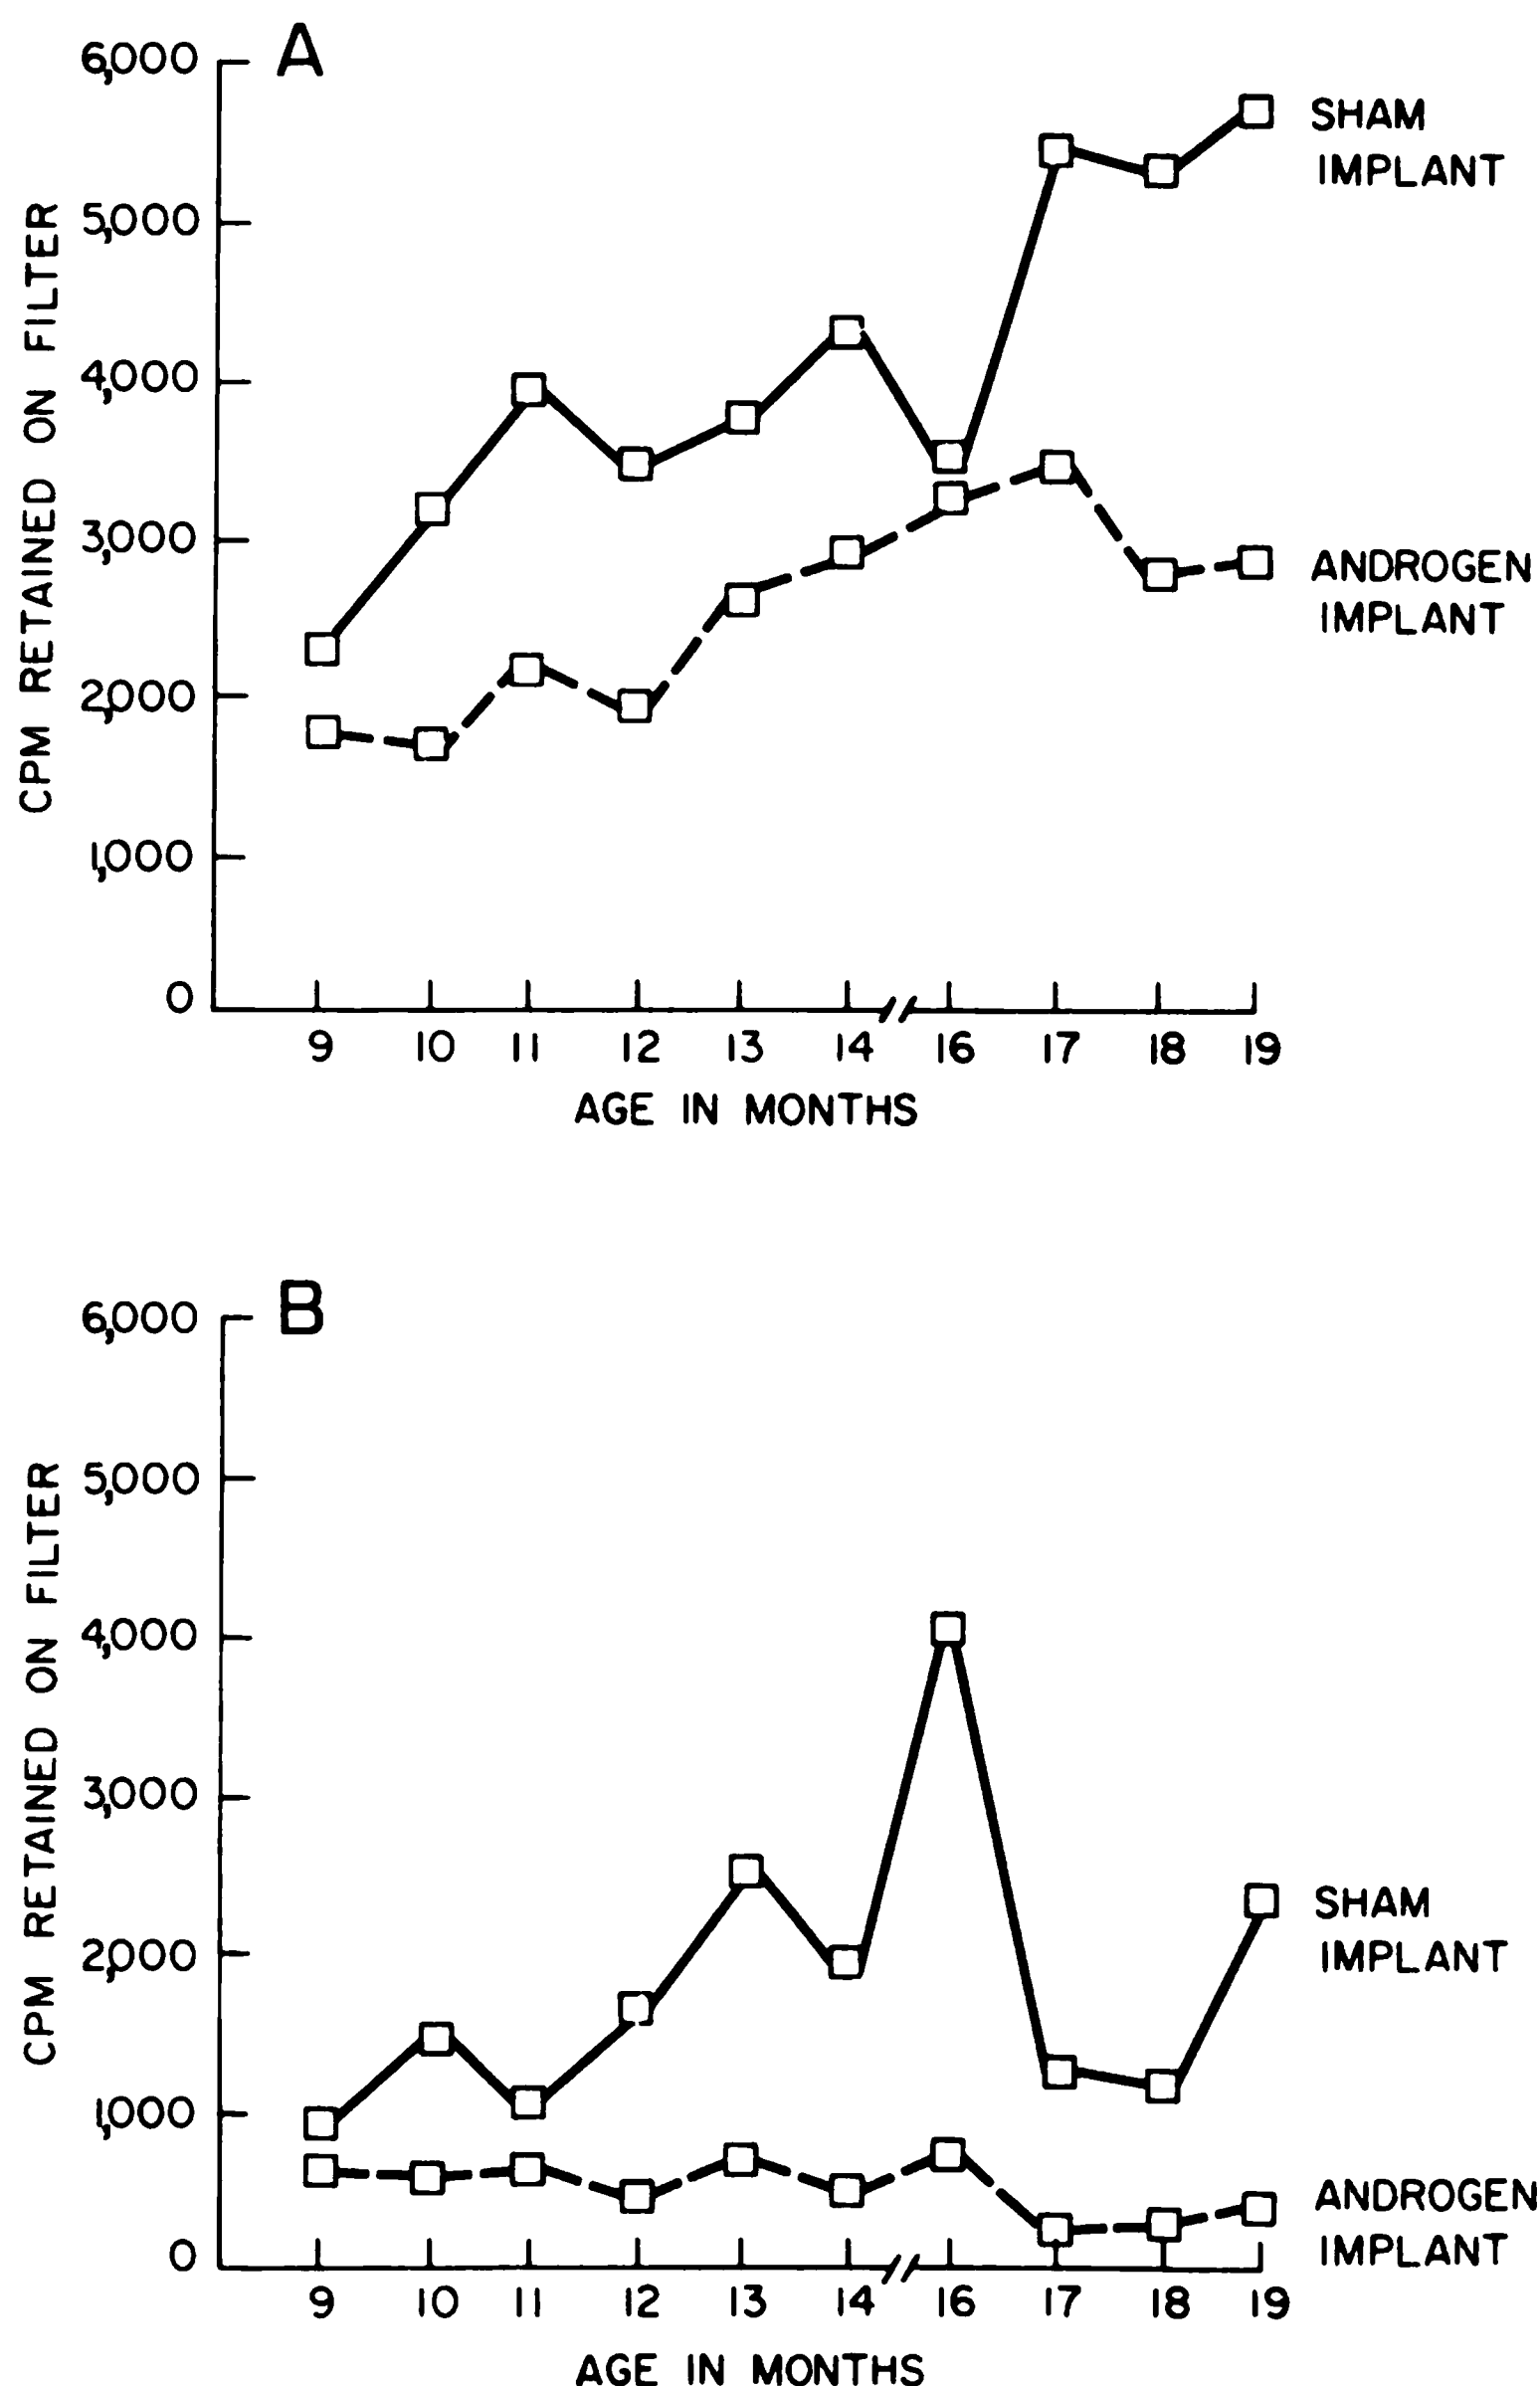 A
6,000
5,000
4,000
3,000
2,000
1,000
0
CPM RETAINED ON FILTER
SHAM
IMPLANT
ANDROGEN
IMPLANT
9 10 11 12 13 14 16 17 18 19
AGE IN MONTHS
B
6,000
5,000
4,000
3,000
2,000
1,000
0
CPM RETAINED ON FILTER
SHAM
IMPLANT
ANDROGEN
IMPLANT
9 10 11 12 13 14 16 17 18 19
AGE IN MONTHS